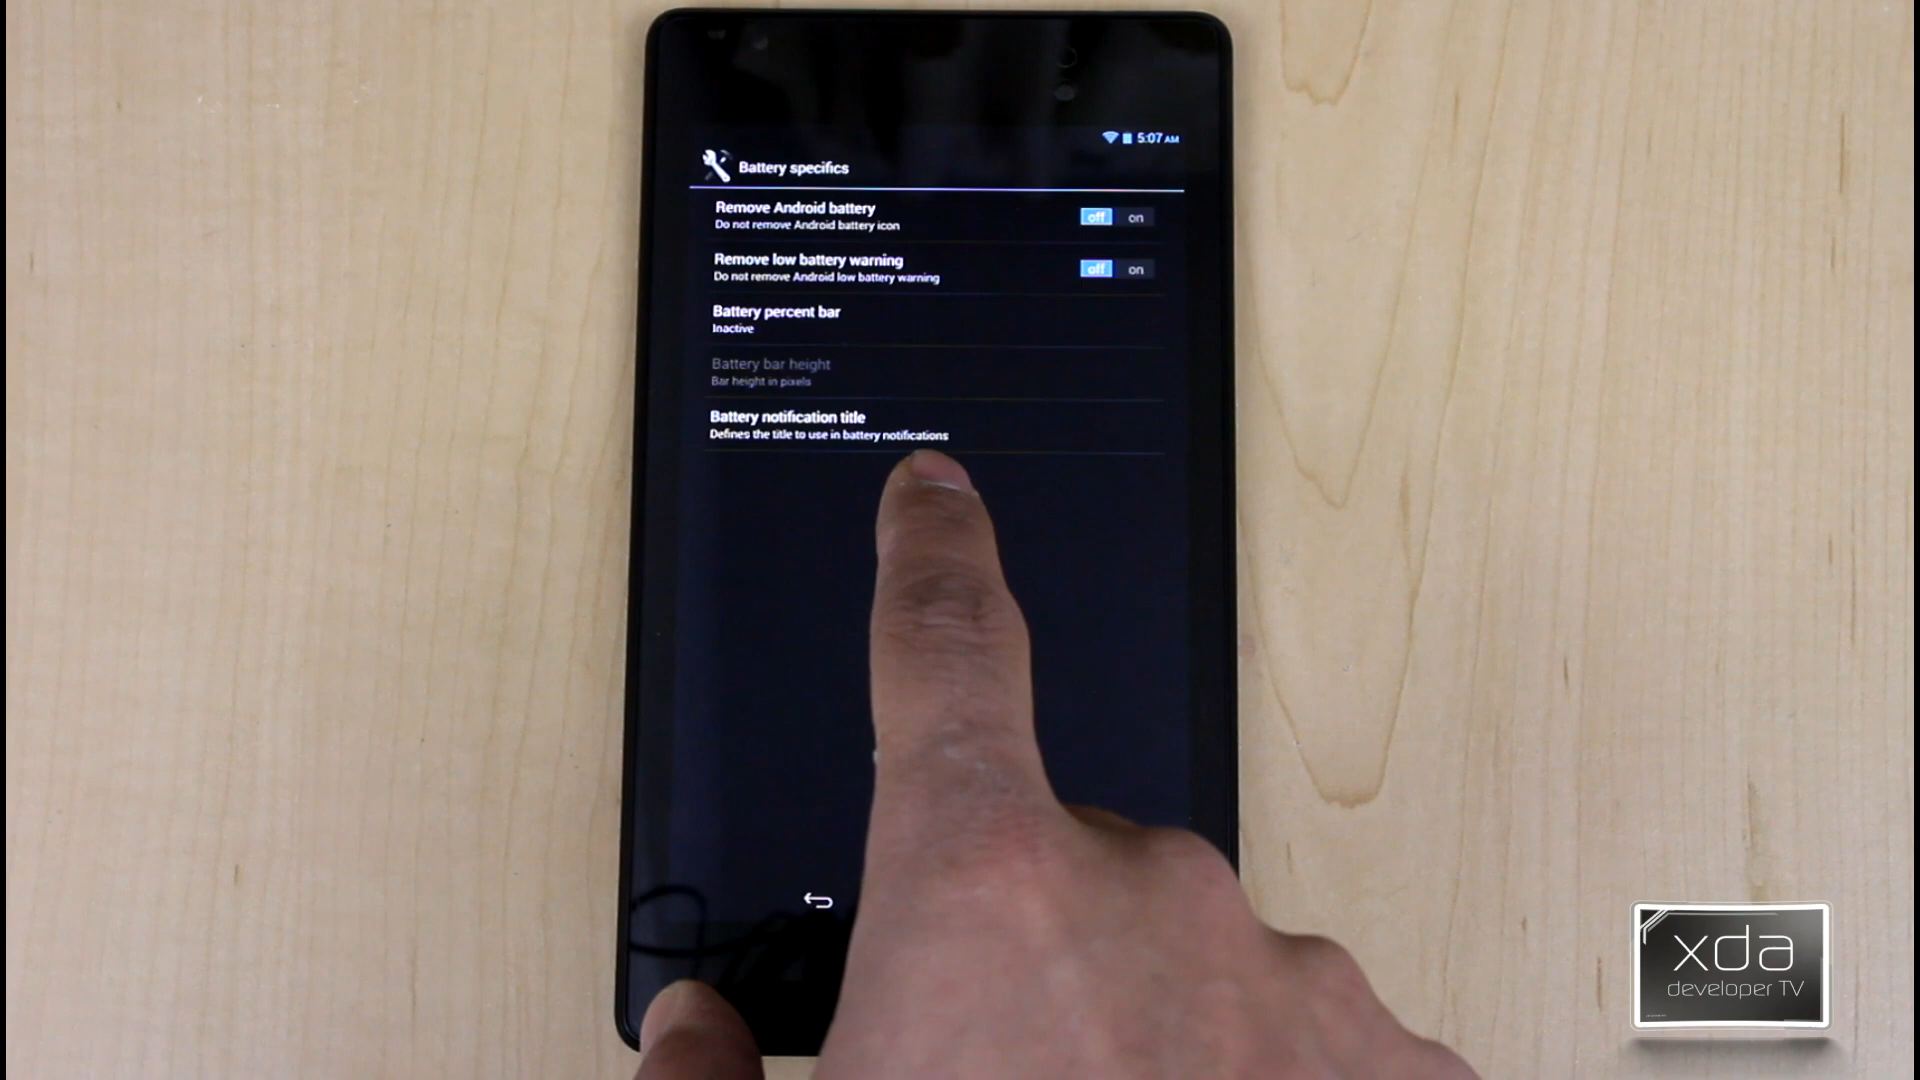 5:07 AM
Battery specifics
Remove Android battery
Do not remove Android battery icon
off on
Remove low battery warning
Do not remove Android low battery warning
off on
Battery percent bar
Inactive
Battery bar height
Bar height in pixels
Battery notification title
Defines the title to use in battery notifications
xda
developer TV